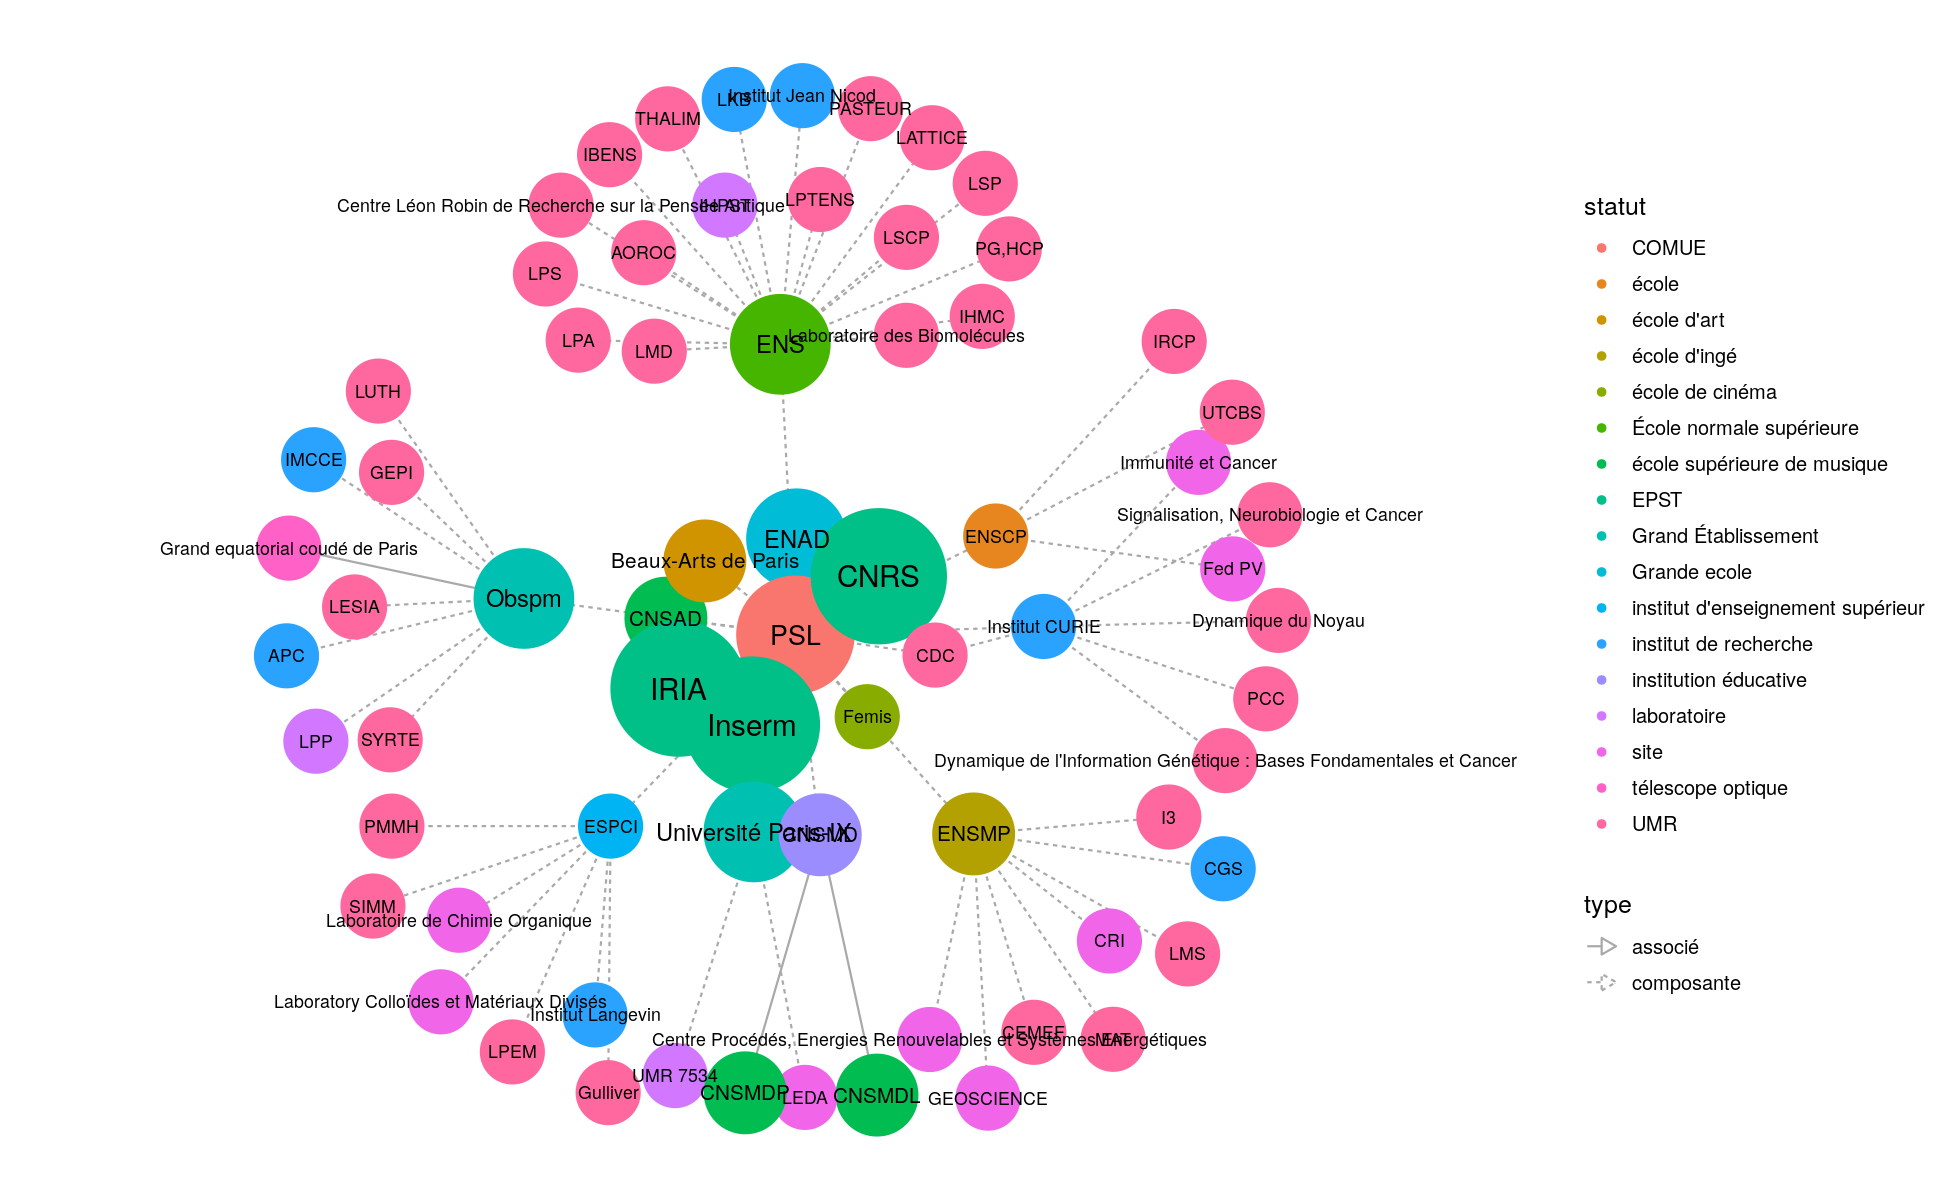 LKB
Institut Jean Nicod
PASTEUR
THALIM
LATTICE
IBENS
LSP
Centre Léon Robin de Recherche sur la Pensée Antique
IHPST
LPTENS
LSCP
PG,HCP
AOROC
LPS
IHMC
Laboratoire des Biomolécules
LPA
LMD
ENS
IRCP
LUTH
UTCBS
IMCCE
GEPI
Immunité et Cancer
Signalisation, Neurobiologie et Cancer
ENAD
ENSCP
Grand equatorial coudé de Paris
Beaux-Arts de Paris
CNRS
Fed PV
Obspm
LESIA
CNSAD
PSL
Institut CURIE
Dynamique du Noyau
APC
CDC
IRIA
PCC
Inserm
Femis
LPP
SYRTE
Dynamique de l'Information Génétique : Bases Fondamentales et Cancer
PMMH
ESPCI
Université Paris-IX
CNSMD
ENSMP
I3
CGS
SIMM
Laboratoire de Chimie Organique
CRI
LMS
Laboratory Colloïdes et Matériaux Divisés
Institut Langevin
LPEM
Centre Procédés, Energies Renouvelables et Systèmes Energétiques
CEMEF
MAT
Gulliver
UMR 7534
CNSMDP
LEDA
CNSMDL
GEOSCIENCE
statut
COMUE
école
école d'art
école d'ingé
école de cinéma
École normale supérieure
école supérieure de musique
EPST
Grand Établissement
Grande ecole
institut d'enseignement supérieur
institut de recherche
institution éducative
laboratoire
site
télescope optique
UMR
type
associé
composante